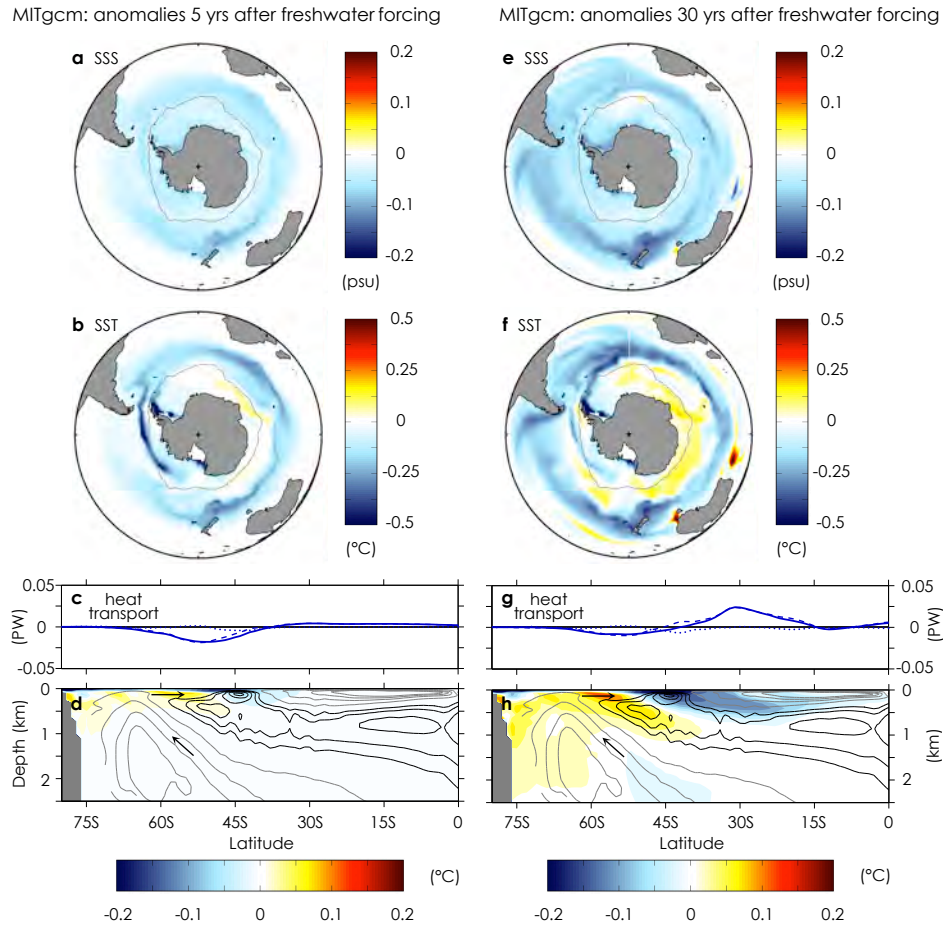 MITgcm: anomalies 5 yrs after freshwater forcing
a SSS
0.2
0.1
0
-0.1
-0.2
(psu)
b SST
0.5
0.25
0
-0.25
-0.5
(°C)
c heat transport
0.05
0
-0.05
(PW)
d
0
1
2
Depth (km)
75S 60S 45S 30S 15S 0
Latitude
(°C)
-0.2 -0.1 0 0.1 0.2
MITgcm: anomalies 30 yrs after freshwater forcing
e SSS
0.2
0.1
0
-0.1
-0.2
(psu)
f SST
0.5
0.25
0
-0.25
-0.5
(°C)
g heat transport
0.05
0
-0.05
(PW)
h
0
1
2
(km)
75S 60S 45S 30S 15S 0
Latitude
(°C)
-0.2 -0.1 0 0.1 0.2